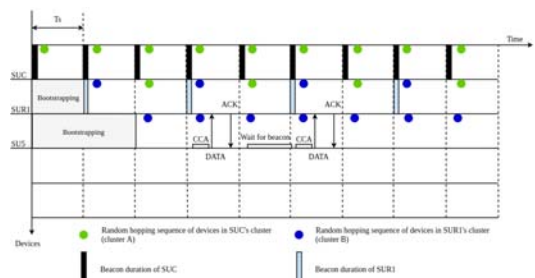 Ts
Time
SUC
Bootstrapping
SUR1
ACK
ACK
Bootstrapping
CCA
Wait for beacon
CCA
SU5
DATA
DATA
Devices
Random hopping sequence of devices in SUC's cluster
(cluster A)
Random hopping sequence of devices in SUR1's cluster
(cluster B)
Beacon duration of SUC
Beacon duration of SUR1